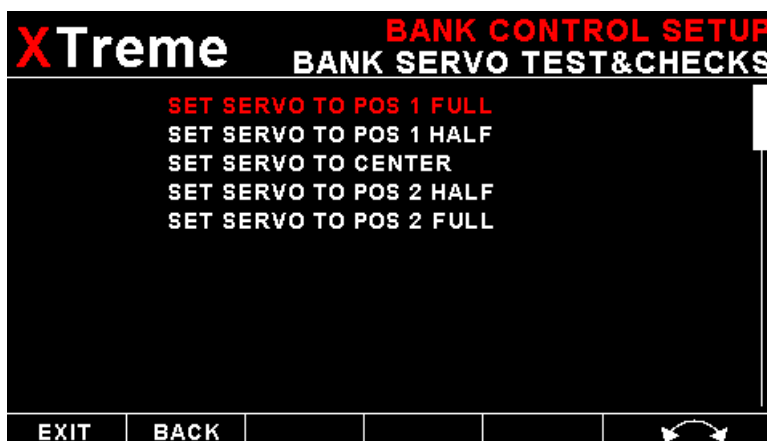 XTreme
BANK CONTROL SETUP
BANK SERVO TEST&CHECKS
SET SERVO TO POS 1 FULL
SET SERVO TO POS 1 HALF
SET SERVO TO CENTER
SET SERVO TO POS 2 HALF
SET SERVO TO POS 2 FULL
EXIT BACK